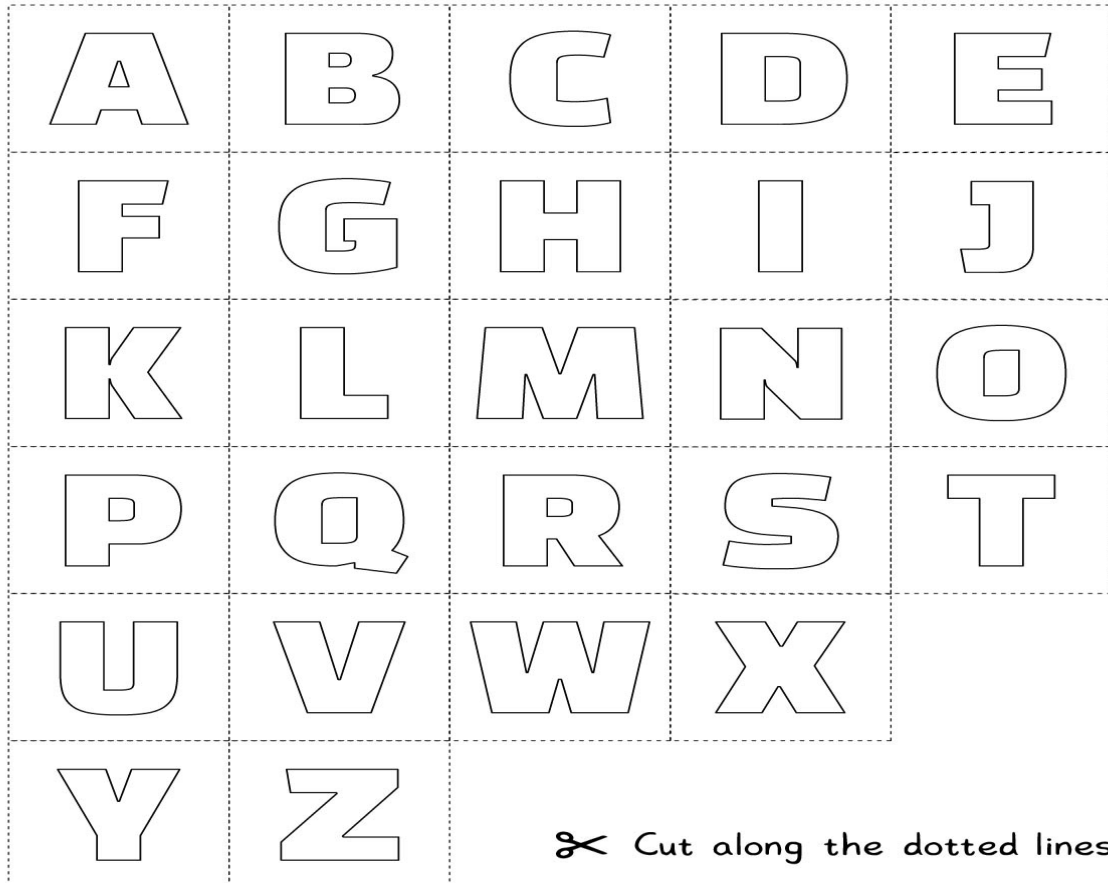 A B C D E
F G H I J
K L M N O
P Q R S T
U V W X
Y Z
Cut along the dotted lines